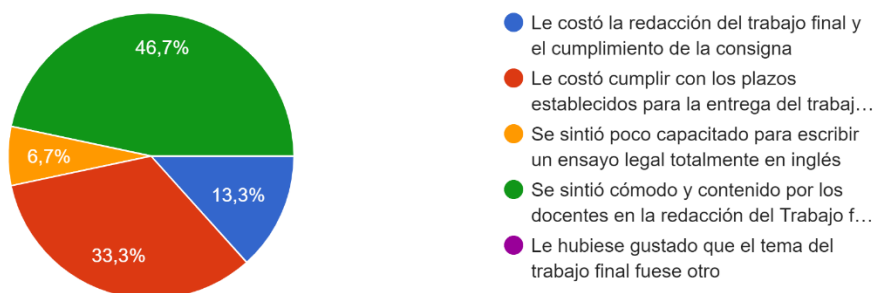 46,7%
6,7%
13,3%
33,3%
Le costó la redacción del trabajo final y
el cumplimiento de la consigna
Le costó cumplir con los plazos
establecidos para la entrega del trabaj…
Se sintió poco capacitado para escribir
un ensayo legal totalmente en inglés
Se sintió cómodo y contenido por los
docentes en la redacción del Trabajo f…
Le hubiese gustado que el tema del
trabajo final fuese otro